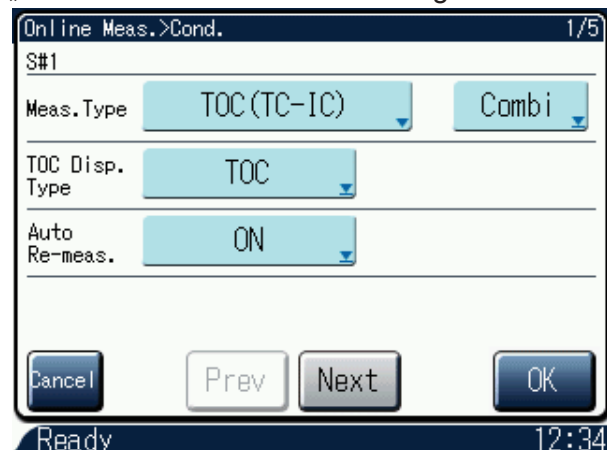 Online Meas.>Cond. 1/5
S#1
Meas.Type TOC(TC-IC) Combi
TOC Disp.
Type TOC
Auto
Re-meas. ON
Cancel Prev Next OK
Ready 12:34